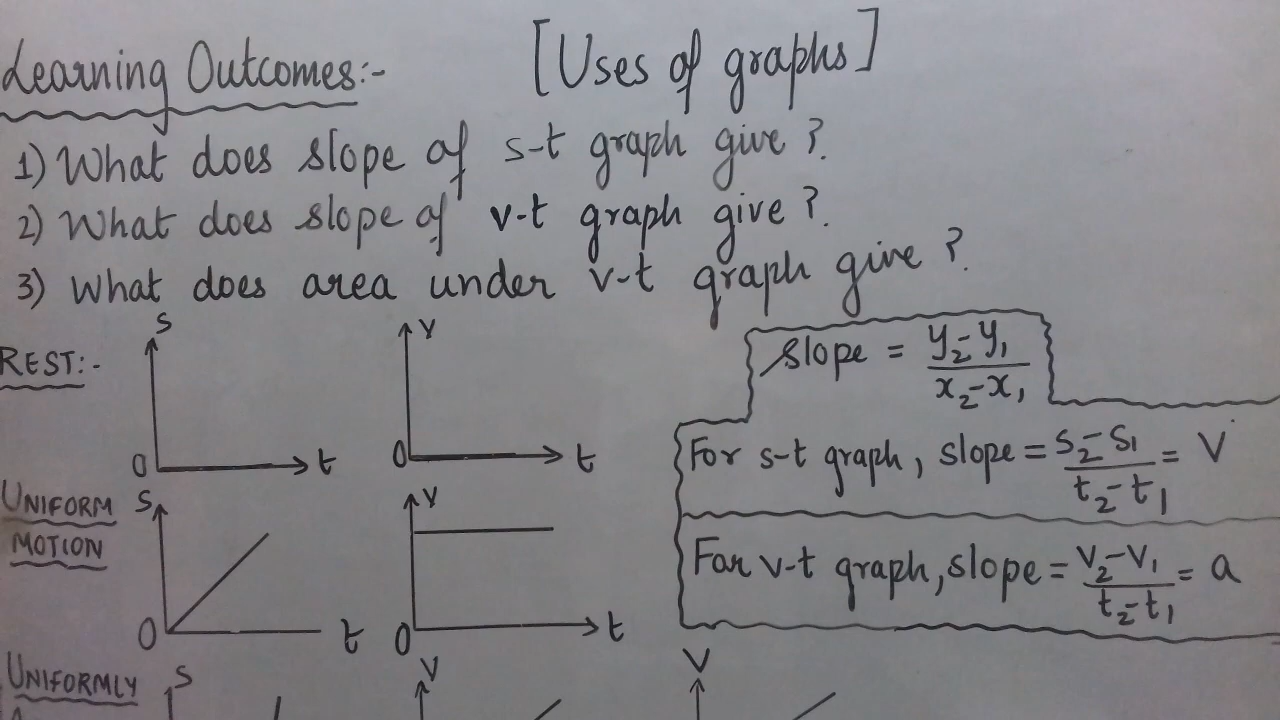 Learning Outcomes:- [Uses of graphs]
1) What does slope of s-t graph give?
2) What does slope of v-t graph give?
3) What does area under v-t graph give?
REST:-
s
0
t
v
0
t
slope = y₂-y₁/x₂-x₁
For s-t graph, slope = s₂-s₁/t₂-t₁ = V
For v-t graph, slope = v₂-v₁/t₂-t₁ = a
UNIFORM
MOTION
s
0
t
v
0
t
UNIFORMLY
s
v
v